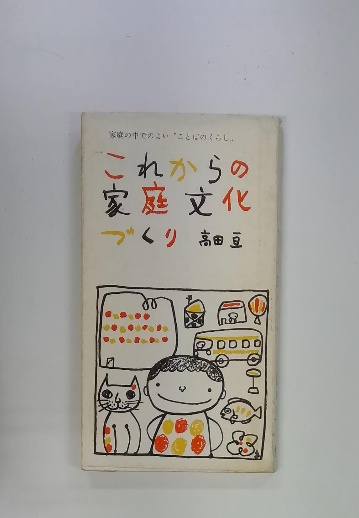 家庭の中でのよい“ことばのくらし„
これからの
家庭文化
づくり 高田亘